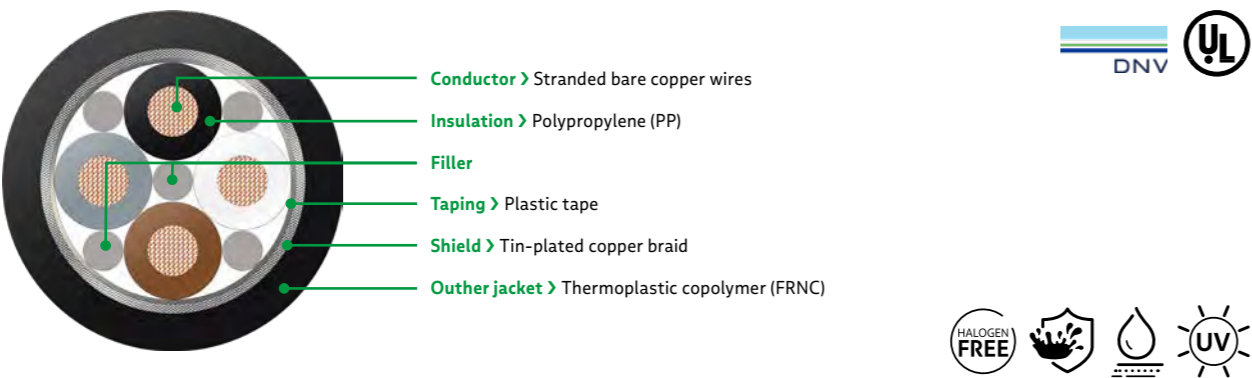 DNV
UL
Conductor › Stranded bare copper wires
Insulation › Polypropylene (PP)
Filler
Taping › Plastic tape
Shield › Tin-plated copper braid
Outher jacket › Thermoplastic copolymer (FRNC)
HALOGEN
FREE
UV